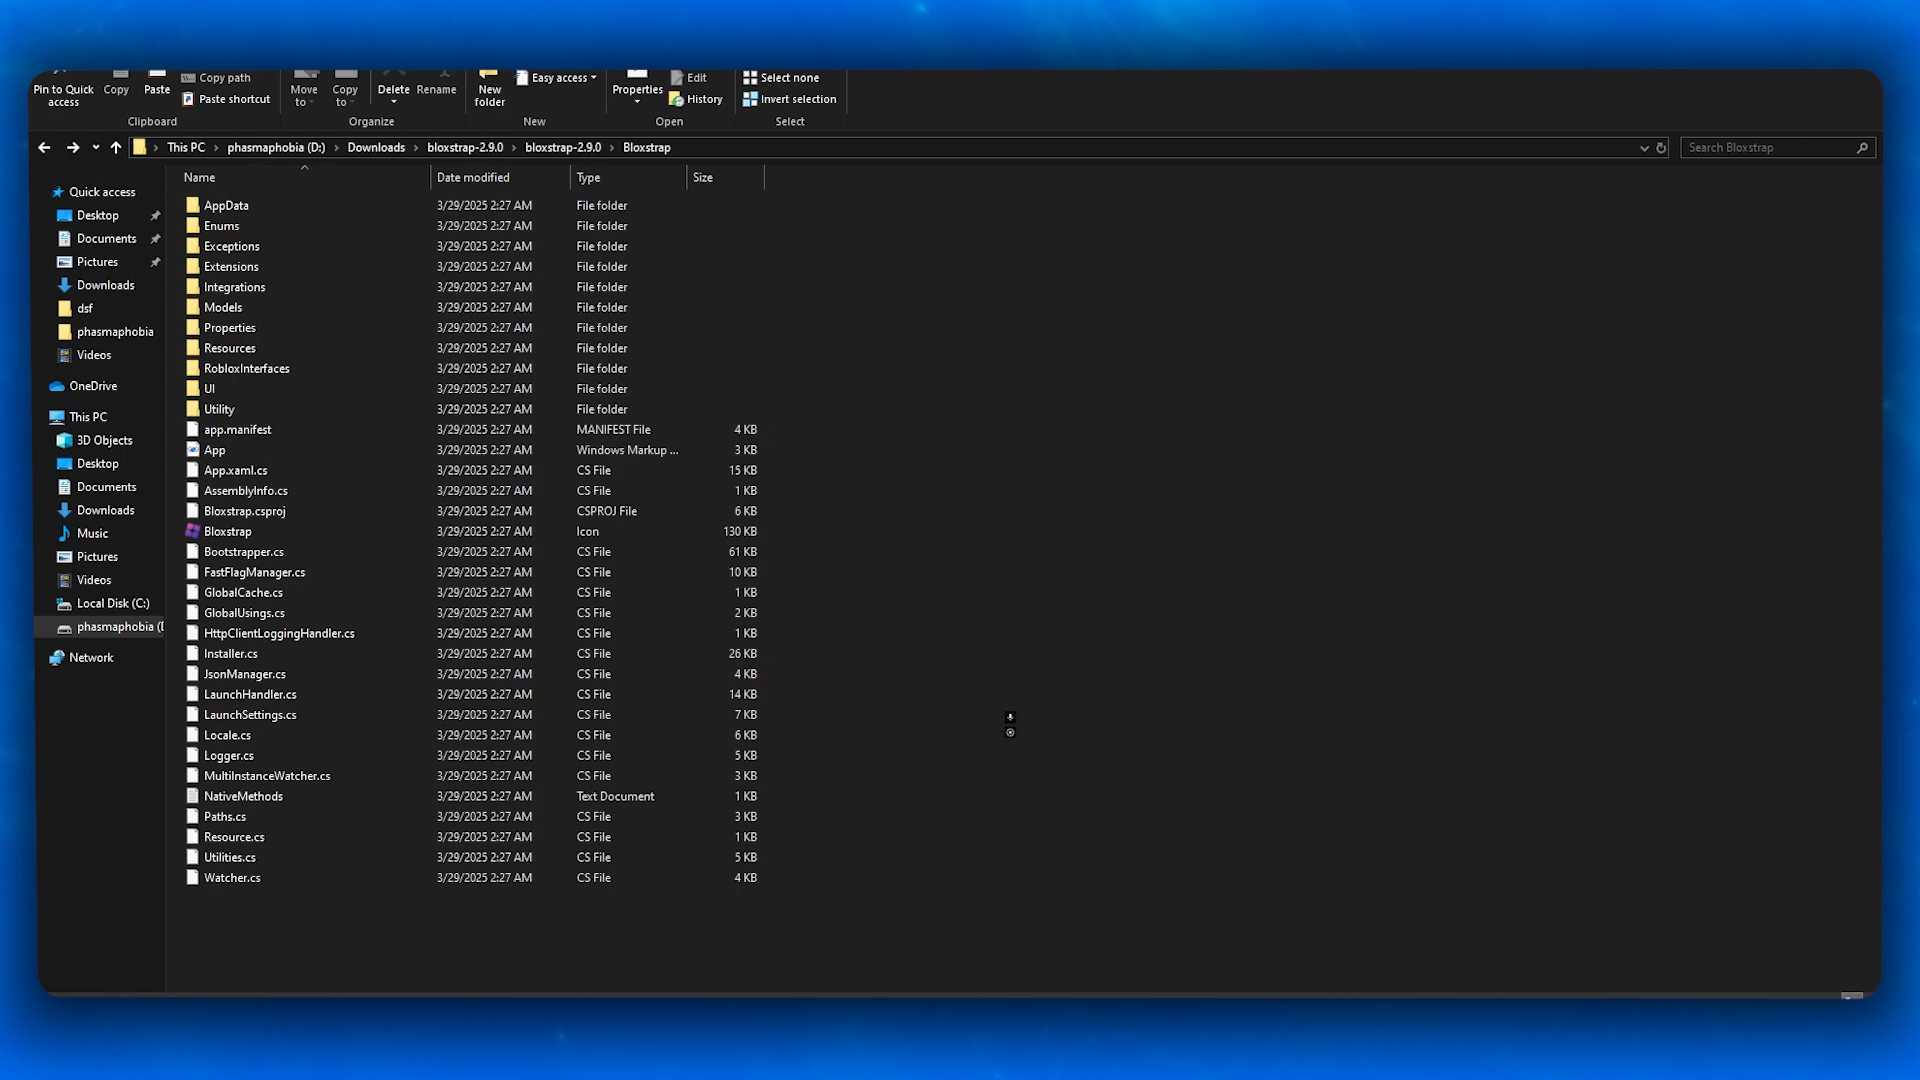 Pin to Quick access
Copy
Paste
Copy path
Paste shortcut
Clipboard
Move to
Copy to
Delete
Rename
Organize
New folder
Easy access
New
Properties
Edit
History
Open
Select none
Invert selection
Select
This PC › phasmaphobia (D:) › Downloads › bloxstrap-2.9.0 › bloxstrap-2.9.0 › Bloxstrap
Search Bloxstrap
Quick access
Desktop
Documents
Pictures
Downloads
dsf
phasmaphobia
Videos
OneDrive
This PC
3D Objects
Desktop
Documents
Downloads
Music
Pictures
Videos
Local Disk (C:)
phasmaphobia (
Network
Name Date modified Type Size
AppData 3/29/2025 2:27 AM File folder
Enums 3/29/2025 2:27 AM File folder
Exceptions 3/29/2025 2:27 AM File folder
Extensions 3/29/2025 2:27 AM File folder
Integrations 3/29/2025 2:27 AM File folder
Models 3/29/2025 2:27 AM File folder
Properties 3/29/2025 2:27 AM File folder
Resources 3/29/2025 2:27 AM File folder
RobloxInterfaces 3/29/2025 2:27 AM File folder
UI 3/29/2025 2:27 AM File folder
Utility 3/29/2025 2:27 AM File folder
app.manifest 3/29/2025 2:27 AM MANIFEST File 4 KB
App 3/29/2025 2:27 AM Windows Markup ... 3 KB
App.xaml.cs 3/29/2025 2:27 AM CS File 15 KB
AssemblyInfo.cs 3/29/2025 2:27 AM CS File 1 KB
Bloxstrap.csproj 3/29/2025 2:27 AM CSPROJ File 6 KB
Bloxstrap 3/29/2025 2:27 AM Icon 130 KB
Bootstrapper.cs 3/29/2025 2:27 AM CS File 61 KB
FastFlagManager.cs 3/29/2025 2:27 AM CS File 10 KB
GlobalCache.cs 3/29/2025 2:27 AM CS File 1 KB
GlobalUsings.cs 3/29/2025 2:27 AM CS File 2 KB
HttpClientLoggingHandler.cs 3/29/2025 2:27 AM CS File 1 KB
Installer.cs 3/29/2025 2:27 AM CS File 26 KB
JsonManager.cs 3/29/2025 2:27 AM CS File 4 KB
LaunchHandler.cs 3/29/2025 2:27 AM CS File 14 KB
LaunchSettings.cs 3/29/2025 2:27 AM CS File 7 KB
Locale.cs 3/29/2025 2:27 AM CS File 6 KB
Logger.cs 3/29/2025 2:27 AM CS File 5 KB
MultiInstanceWatcher.cs 3/29/2025 2:27 AM CS File 3 KB
NativeMethods 3/29/2025 2:27 AM Text Document 1 KB
Paths.cs 3/29/2025 2:27 AM CS File 3 KB
Resource.cs 3/29/2025 2:27 AM CS File 1 KB
Utilities.cs 3/29/2025 2:27 AM CS File 5 KB
Watcher.cs 3/29/2025 2:27 AM CS File 4 KB